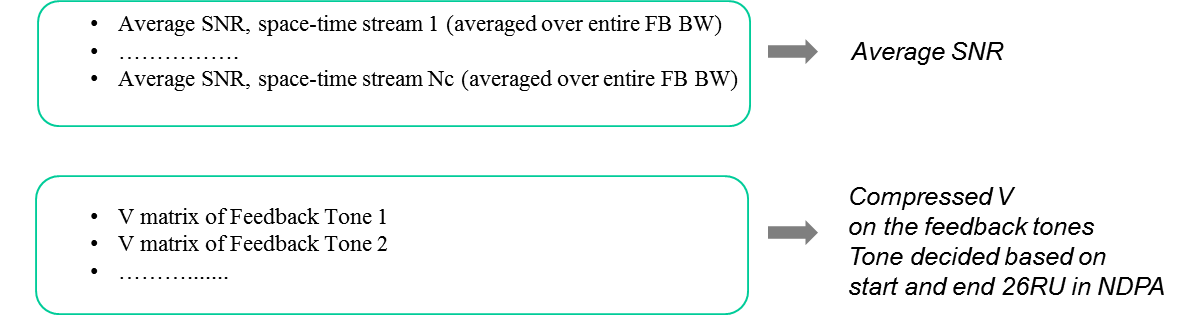 • Average SNR, space-time stream 1 (averaged over entire FB BW)
• …………….
• Average SNR, space-time stream Nc (averaged over entire FB BW)
Average SNR
• V matrix of Feedback Tone 1
• V matrix of Feedback Tone 2
• ……….......
Compressed V
on the feedback tones
Tone decided based on
start and end 26RU in NDPA